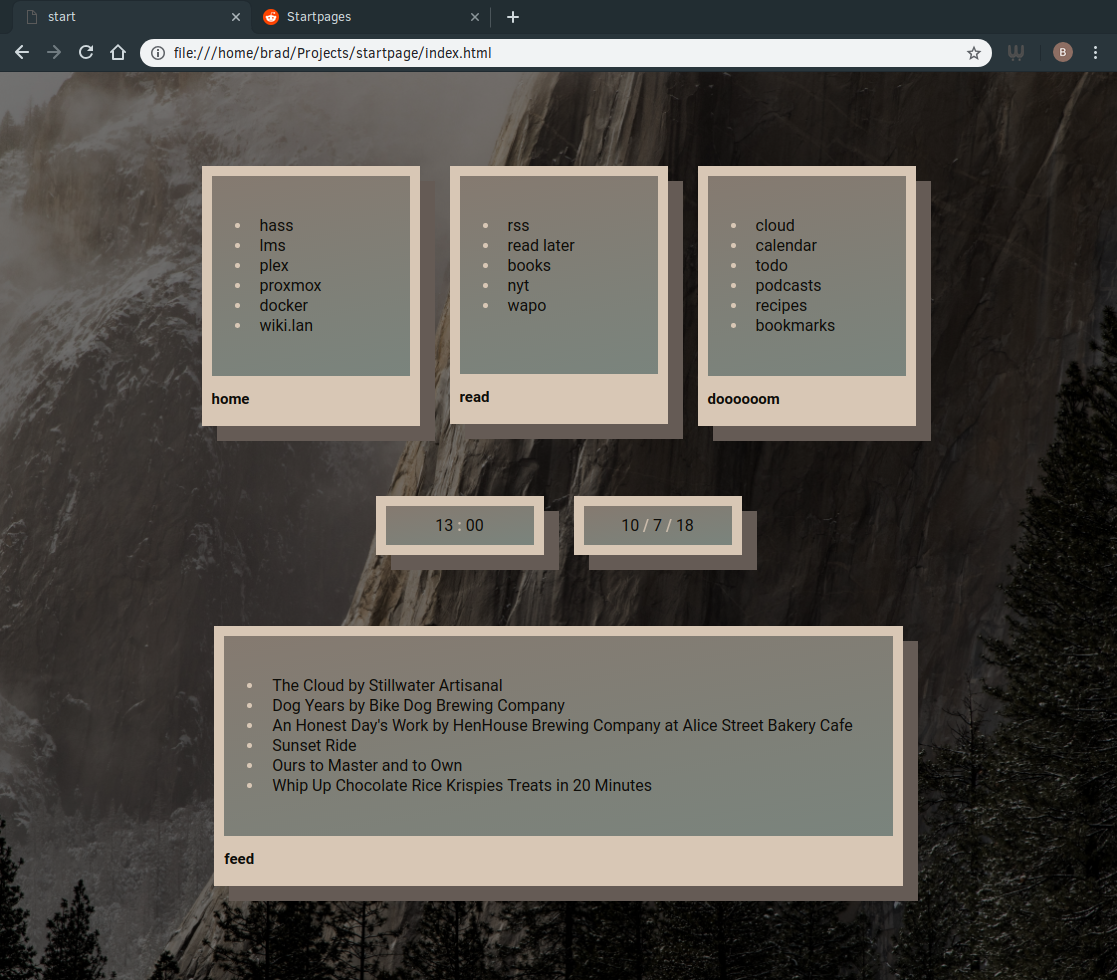 start
Startpages
file:///home/brad/Projects/startpage/index.html
B
hass
lms
plex
proxmox
docker
wiki.lan
home
rss
read later
books
nyt
wapo
read
cloud
calendar
todo
podcasts
recipes
bookmarks
doooooom
13 : 00
10 / 7 / 18
The Cloud by Stillwater Artisanal
Dog Years by Bike Dog Brewing Company
An Honest Day's Work by HenHouse Brewing Company at Alice Street Bakery Cafe
Sunset Ride
Ours to Master and to Own
Whip Up Chocolate Rice Krispies Treats in 20 Minutes
feed